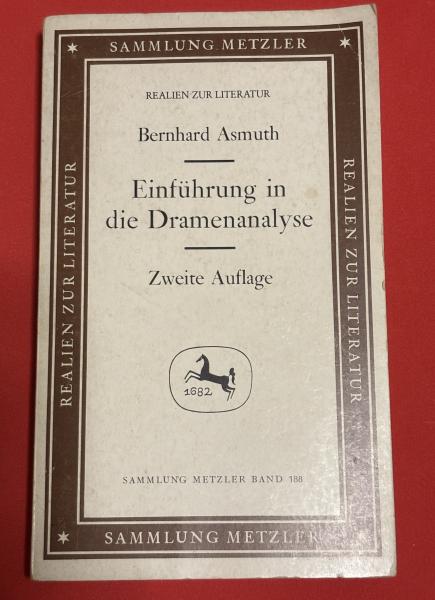 SAMMLUNG METZLER
REALIEN ZUR LITERATUR
Bernhard Asmuth
Einführung in
die Dramenanalyse
Zweite Auflage
1682
SAMMLUNG METZLER BAND 188
REALIEN ZUR LITERATUR
REALIEN ZUR LITERATUR
SAMMLUNG METZLER